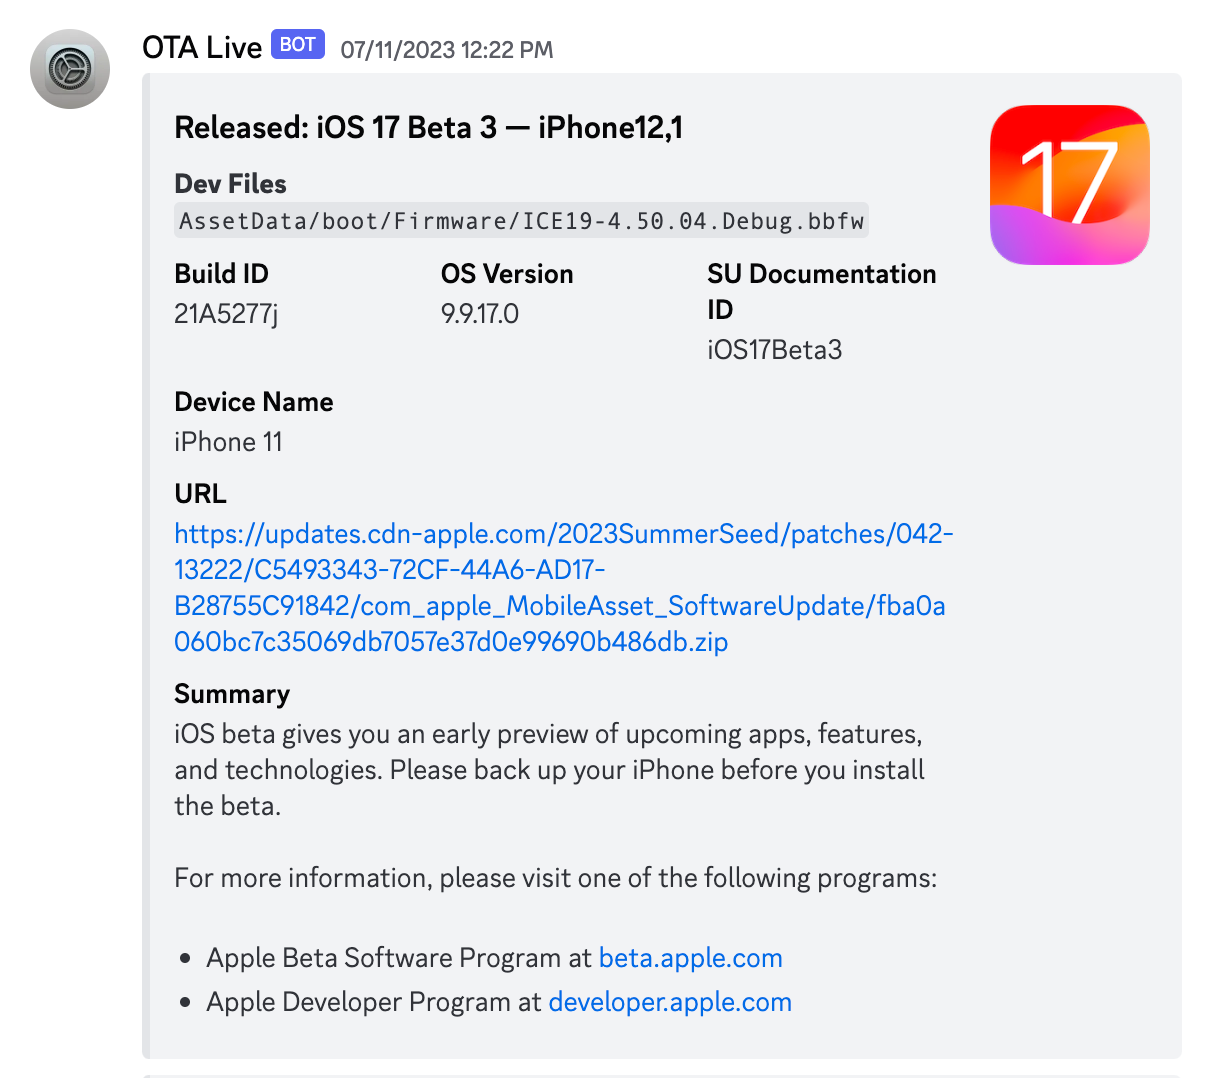 OTA Live BOT 07/11/2023 12:22 PM
Released: iOS 17 Beta 3 — iPhone12,1
17
Dev Files
AssetData/boot/Firmware/ICE19-4.50.04.Debug.bbfw
Build ID
21A5277j
OS Version
9.9.17.0
SU Documentation
ID
iOS17Beta3
Device Name
iPhone 11
URL
https://updates.cdn-apple.com/2023SummerSeed/patches/042-
13222/C5493343-72CF-44A6-AD17-
B28755C91842/com_apple_MobileAsset_SoftwareUpdate/fba0a
060bc7c35069db7057e37d0e99690b486db.zip
Summary
iOS beta gives you an early preview of upcoming apps, features,
and technologies. Please back up your iPhone before you install
the beta.
For more information, please visit one of the following programs:
• Apple Beta Software Program at beta.apple.com
• Apple Developer Program at developer.apple.com